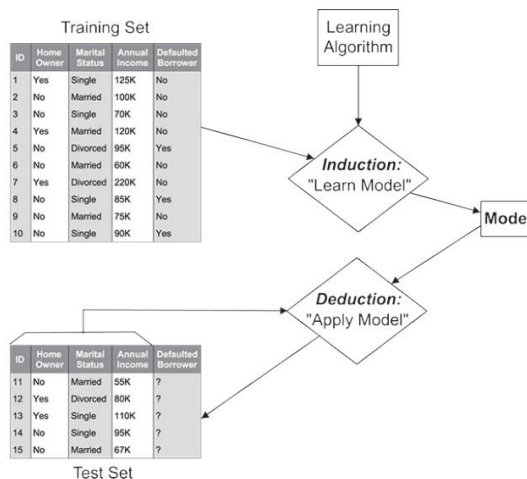 Training Set
Learning
Algorithm
ID Home Owner Marital Status Annual Income Defaulted Borrower
1 Yes Single 125K No
2 No Married 100K No
3 No Single 70K No
4 Yes Married 120K No
5 No Divorced 95K Yes
6 No Married 60K No
7 Yes Divorced 220K No
8 No Single 85K Yes
9 No Married 75K No
10 No Single 90K Yes
Induction:
"Learn Model"
Mode
Deduction:
"Apply Model"
ID Home Owner Marital Status Annual Income Defaulted Borrower
11 No Married 55K ?
12 Yes Divorced 80K ?
13 Yes Single 110K ?
14 No Single 95K ?
15 No Married 67K ?
Test Set